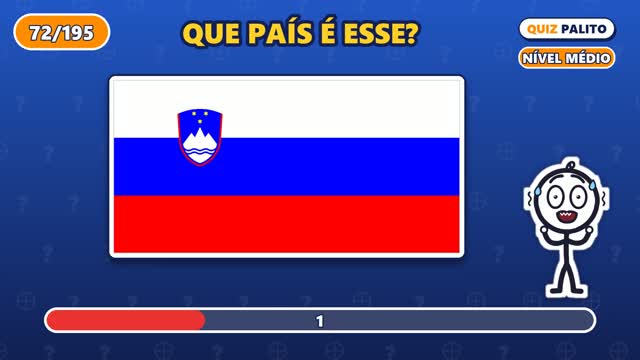 72/195
QUE PAÍS É ESSE?
QUIZ PALITO
NÍVEL MÉDIO
1